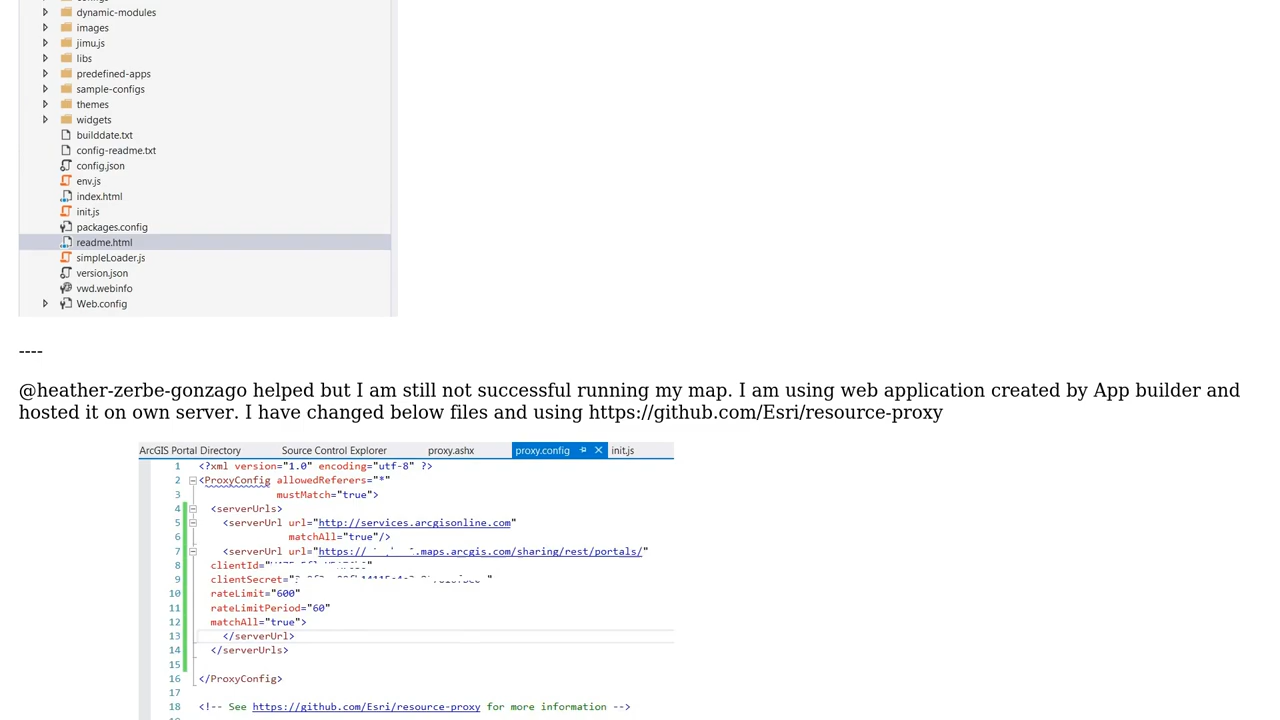 dynamic-modules
images
jimu.js
libs
predefined-apps
sample-configs
themes
widgets
builddate.txt
config-readme.txt
config.json
env.js
index.html
init.js
packages.config
readme.html
simpleLoader.js
version.json
vwd.webinfo
Web.config
----
@heather-zerbe-gonzago helped but I am still not successful running my map. I am using web application created by App builder and
hosted it on own server. I have changed below files and using https://github.com/Esri/resource-proxy
ArcGIS Portal Directory Source Control Explorer proxy.ashx proxy.config init.js
1 <?xml version="1.0" encoding="utf-8" ?>
2 <ProxyConfig allowedReferers="*"
3 mustMatch="true">
4 <serverUrls>
5 <serverUrl url="http://services.arcgisonline.com"
6 matchAll="true"/>
7 <serverUrl url="https:// .maps.arcgis.com/sharing/rest/portals/"
8 clientId="
9 clientSecret="
10 rateLimit="600"
11 rateLimitPeriod="60"
12 matchAll="true">
13 </serverUrl>
14 </serverUrls>
15
16 </ProxyConfig>
17
18 <!-- See https://github.com/Esri/resource-proxy for more information -->